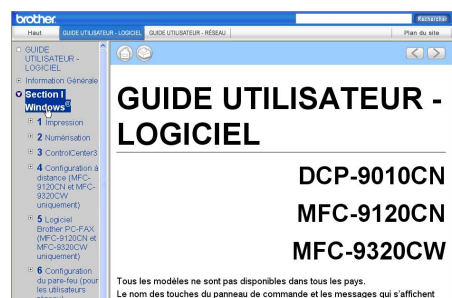 brother
Rechercher
Haut
GUIDE UTILISATEUR - LOGICIEL
GUIDE UTILISATEUR - RÉSEAU
Plan du site
GUIDE
UTILISATEUR -
LOGICIEL
Information Générale
Section I
Windows®
1 Impression
2 Numérisation
3 ControlCenter3
4 Configuration à
distance (MFC-
9120CN et MFC-
9320CW
uniquement)
5 Logiciel
Brother PC-FAX
(MFC-9120CN et
MFC-9320CW
uniquement)
6 Configuration
du pare-feu (pour
les utilisateurs
GUIDE UTILISATEUR -
LOGICIEL
DCP-9010CN
MFC-9120CN
MFC-9320CW
Tous les modèles ne sont pas disponibles dans tous les pays.
Le nom des touches du panneau de commande et les messages qui s'affichent